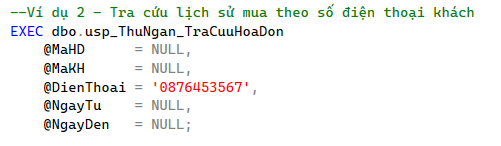 --Ví dụ 2 - Tra cứu lịch sử mua theo số điện thoại khách
EXEC dbo.usp_ThuNgan_TraCuuHoaDon
    @MaHD      = NULL,
    @MaKH      = NULL,
    @DienThoai = '0876453567',
    @NgayTu    = NULL,
    @NgayDen   = NULL;